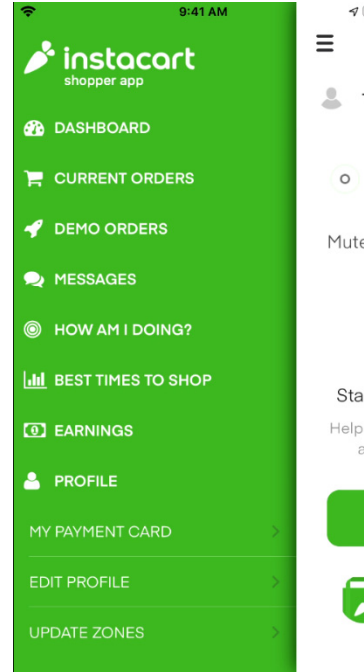 9:41 AM
instacart
shopper app
DASHBOARD
CURRENT ORDERS
DEMO ORDERS
MESSAGES
HOW AM I DOING?
BEST TIMES TO SHOP
EARNINGS
PROFILE
MY PAYMENT CARD
EDIT PROFILE
UPDATE ZONES
Mute
Sta
Help
a